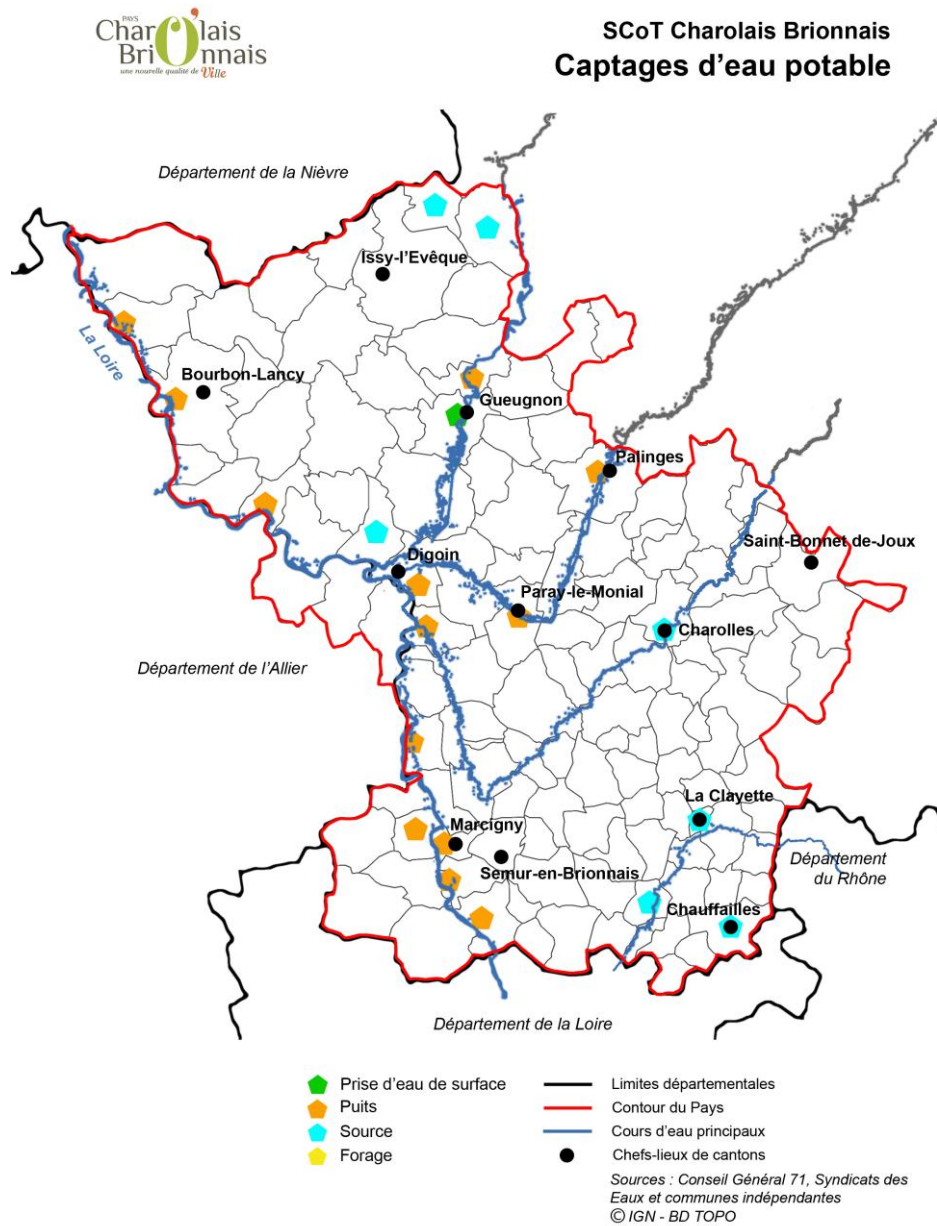 PAYS
Charolais
Brionnais
une nouvelle qualité de Ville
SCoT Charolais Brionnais
Captages d'eau potable
Département de la Nièvre
Issy-l'Evêque
La Loire
Bourbon-Lancy
Gueugnon
Palinges
Saint-Bonnet de-Joux
Digoin
Paray-le-Monial
Charolles
Département de l'Allier
La Clayette
Marcigny
Semur-en-Brionnais
Département
du Rhône
Chauffailles
Département de la Loire
Prise d'eau de surface
Puits
Source
Forage
Limites départementales
Contour du Pays
Cours d'eau principaux
Chefs-lieux de cantons
Sources : Conseil Général 71, Syndicats des
Eaux et communes indépendantes
© IGN - BD TOPO